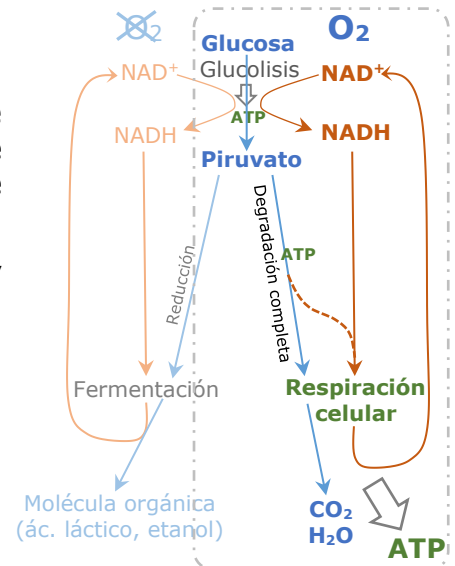 O₂
Glucosa
O₂
Glucolisis
NAD⁺
NAD⁺
ATP
NADH
NADH
Piruvato
Reducción
Degradación completa
ATP
Fermentación
Respiración
celular
Molécula orgánica
(ác. láctico, etanol)
CO₂
H₂O
ATP